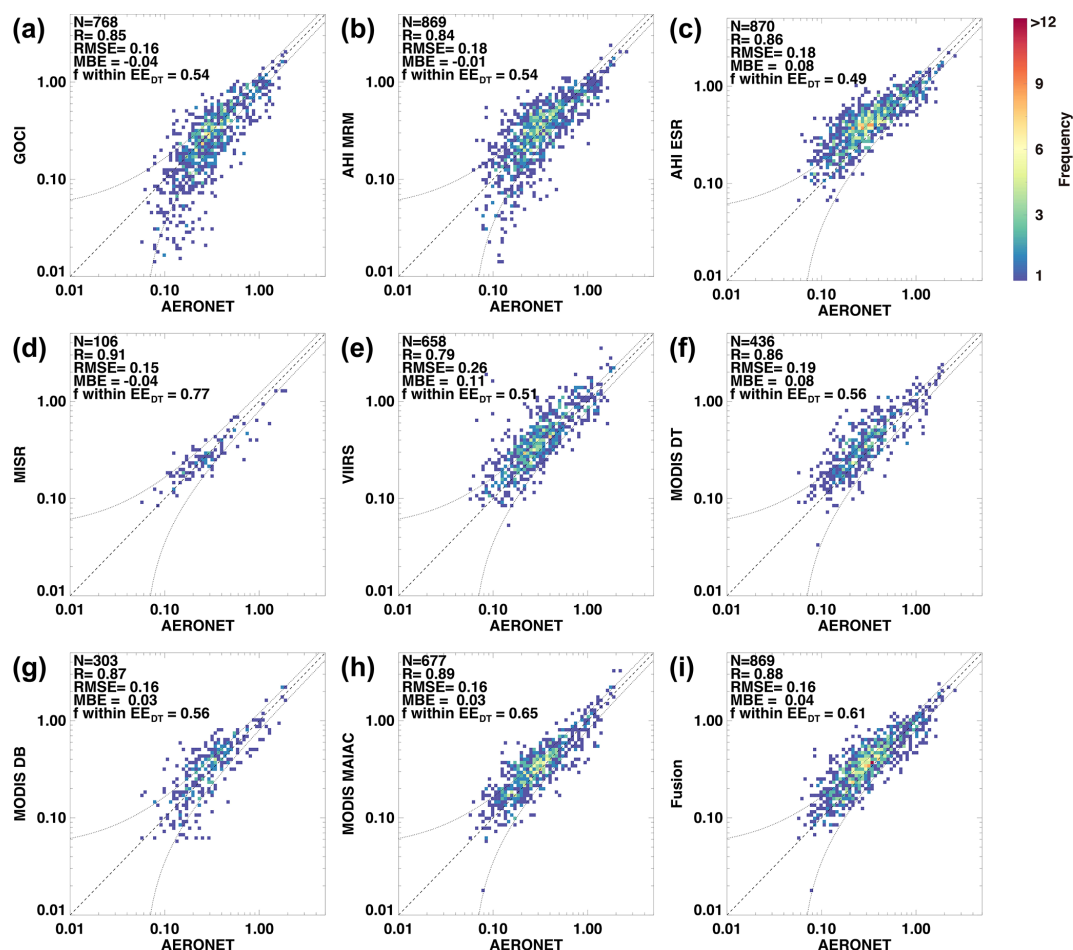 (a)
N=768
R= 0.85
RMSE= 0.16
MBE = -0.04
f within EE_DT = 0.54
1.00
0.10
0.01
GOCI
0.01 0.10 1.00
AERONET
(b)
N=869
R= 0.84
RMSE= 0.18
MBE = -0.01
f within EE_DT = 0.54
1.00
0.10
0.01
AHI MRM
0.01 0.10 1.00
AERONET
(c)
N=870
R= 0.86
RMSE= 0.18
MBE = 0.08
f within EE_DT = 0.49
1.00
0.10
0.01
AHI ESR
0.01 0.10 1.00
AERONET
>12
9
6
3
1
Frequency
(d)
N=106
R= 0.91
RMSE= 0.15
MBE = -0.04
f within EE_DT = 0.77
1.00
0.10
0.01
MISR
0.01 0.10 1.00
AERONET
(e)
N=658
R= 0.79
RMSE= 0.26
MBE = 0.11
f within EE_DT = 0.51
1.00
0.10
0.01
VIIRS
0.01 0.10 1.00
AERONET
(f)
N=436
R= 0.86
RMSE= 0.19
MBE = 0.08
f within EE_DT = 0.56
1.00
0.10
0.01
MODIS DT
0.01 0.10 1.00
AERONET
(g)
N=303
R= 0.87
RMSE= 0.16
MBE = 0.03
f within EE_DT = 0.56
1.00
0.10
0.01
MODIS DB
0.01 0.10 1.00
AERONET
(h)
N=677
R= 0.89
RMSE= 0.16
MBE = 0.03
f within EE_DT = 0.65
1.00
0.10
0.01
MODIS MAIAC
0.01 0.10 1.00
AERONET
(i)
N=869
R= 0.88
RMSE= 0.16
MBE = 0.04
f within EE_DT = 0.61
1.00
0.10
0.01
Fusion
0.01 0.10 1.00
AERONET